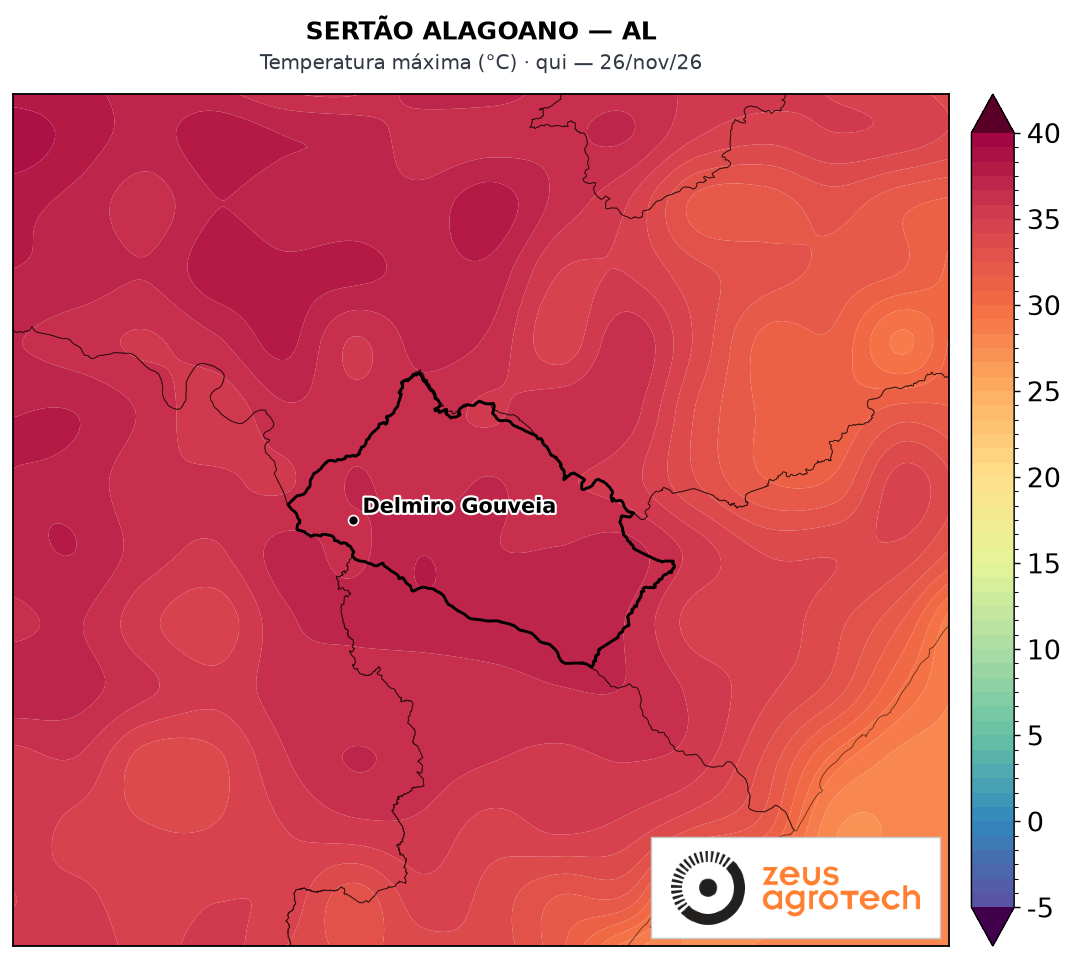 SERTÃO ALAGOANO — AL
Temperatura máxima (°C) · qui — 26/nov/26
Delmiro Gouveia
40
35
30
25
20
15
10
5
0
-5
zeus
agrotech